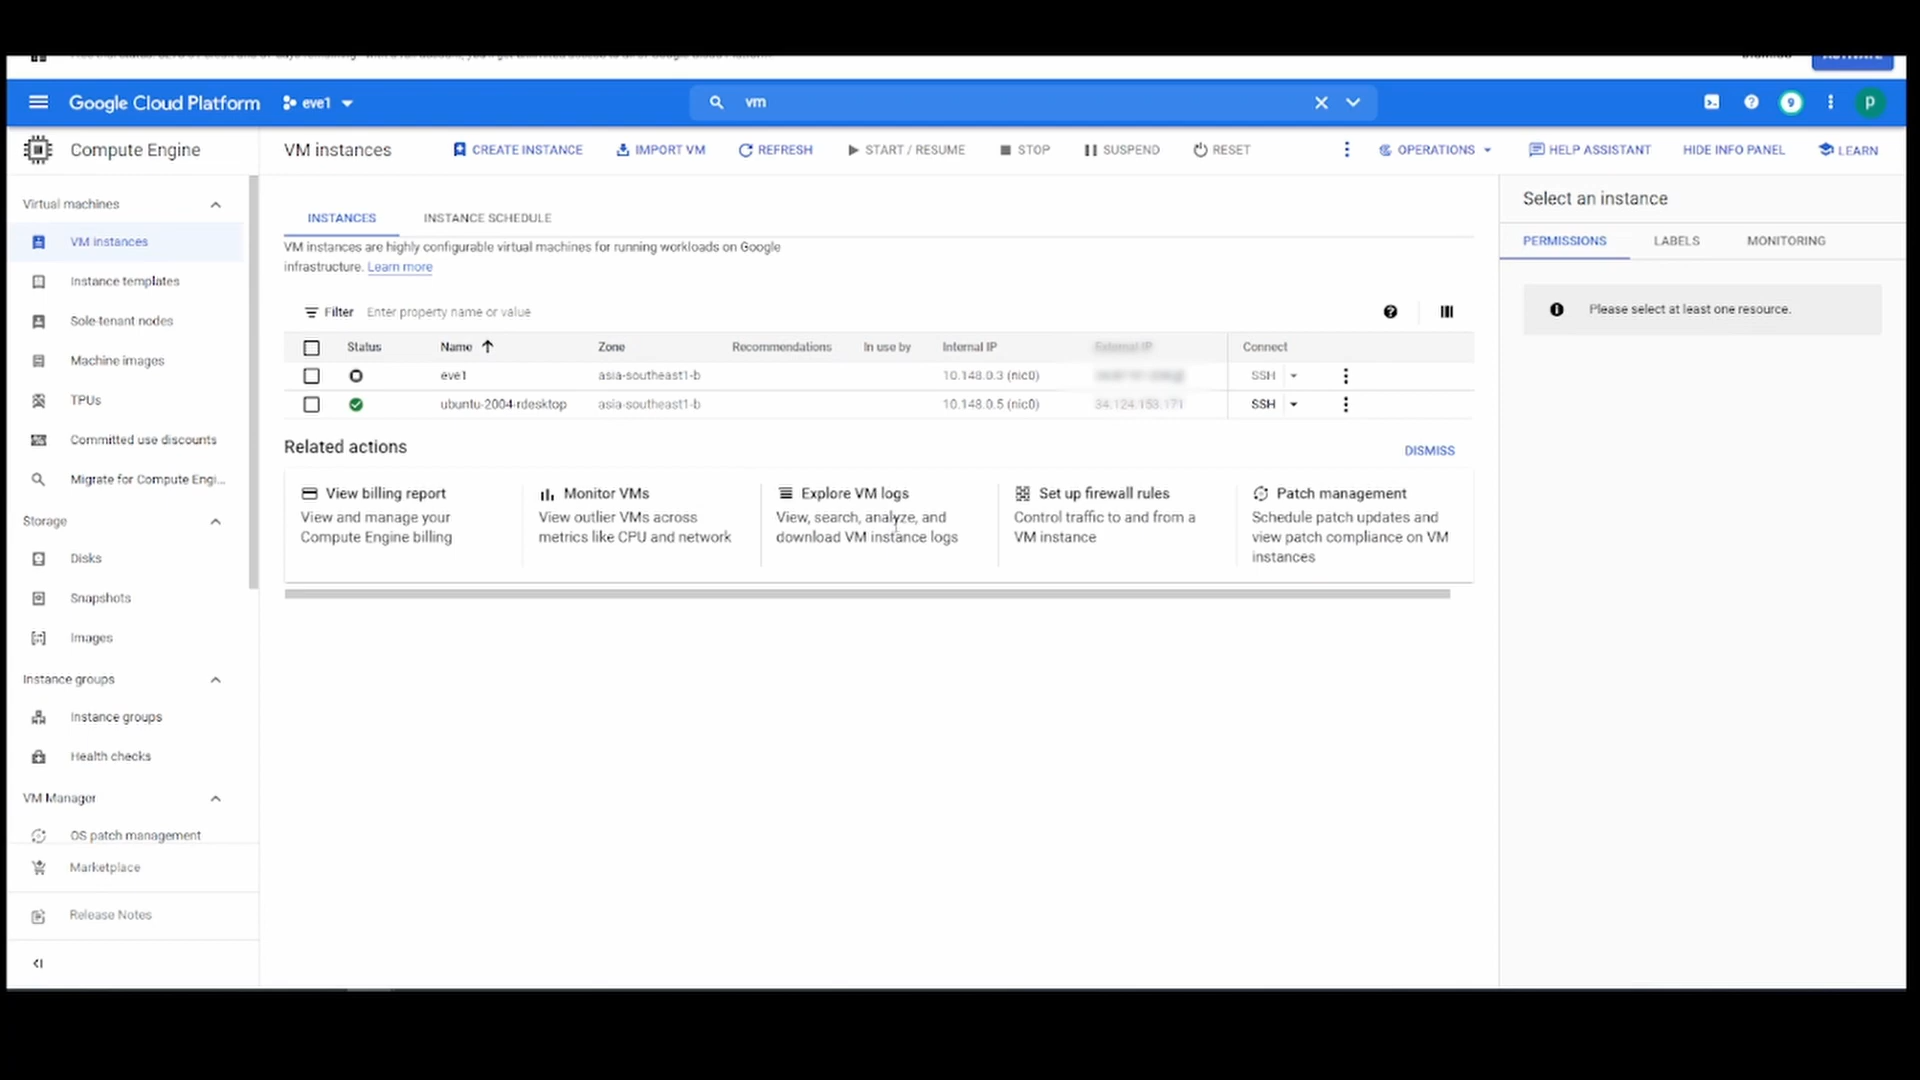 Google Cloud Platform
eve1
vm
9
P
Compute Engine
VM instances
CREATE INSTANCE
IMPORT VM
REFRESH
START / RESUME
STOP
SUSPEND
RESET
OPERATIONS
HELP ASSISTANT
HIDE INFO PANEL
LEARN
Virtual machines
VM instances
Instance templates
Sole-tenant nodes
Machine images
TPUs
Committed use discounts
Migrate for Compute Engi...
Storage
Disks
Snapshots
Images
Instance groups
Instance groups
Health checks
VM Manager
OS patch management
Marketplace
Release Notes
INSTANCES
INSTANCE SCHEDULE
VM instances are highly configurable virtual machines for running workloads on Google
infrastructure. Learn more
Filter Enter property name or value
Status Name Zone Recommendations In use by Internal IP External IP Connect
eve1 asia-southeast1-b 10.148.0.3 (nic0) SSH
ubuntu-2004-rdesktop asia-southeast1-b 10.148.0.5 (nic0) 34.124.153.171 SSH
Related actions
DISMISS
View billing report
View and manage your
Compute Engine billing
Monitor VMs
View outlier VMs across
metrics like CPU and network
Explore VM logs
View, search, analyze, and
download VM instance logs
Set up firewall rules
Control traffic to and from a
VM instance
Patch management
Schedule patch updates and
view patch compliance on VM
instances
Select an instance
PERMISSIONS
LABELS
MONITORING
Please select at least one resource.